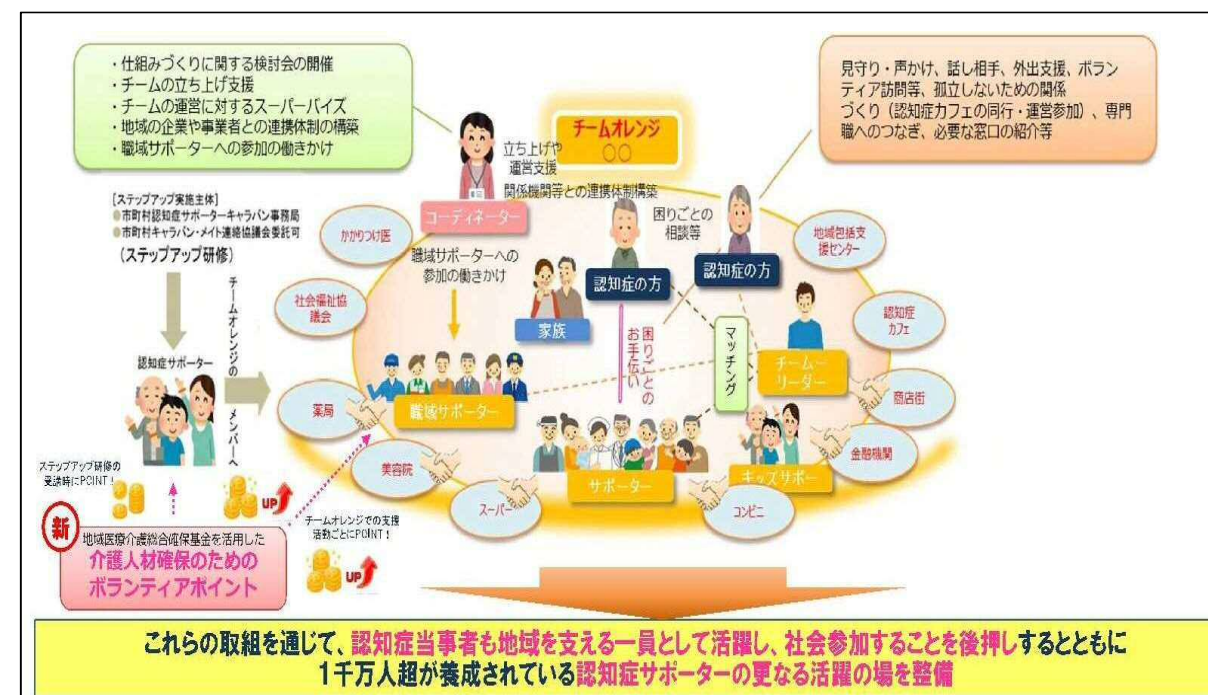 ・仕組みづくりに関する検討会の開催
・チームの立ち上げ支援
・チームの運営に対するスーパーバイズ
・地域の企業や事業者との連携体制の構築
・職域サポーターへの参加の働きかけ
見守り・声かけ、話し相手、外出支援、ボラン
ティア訪問等、孤立しないための関係
づくり（認知症カフェの同行・運営参加）、専門
職へのつなぎ、必要な窓口の紹介等
チームオレンジ
〇〇
立ち上げや
運営支援
関係機関等との連携体制構築
コーディネーター
[ステップアップ実施主体]
●市町村認知症サポーターキャラバン事務局
●市町村キャラバン・メイト連絡協議会委託可
(ステップアップ研修)
かかりつけ医
職域サポーターへの
参加の働きかけ
困りごとの
相談等
地域包括支
援センター
認知症の方
認知症の方
社会福祉協
議会
家族
認知症
カフェ
チームオレンジの
メンバーへ
認知症サポーター
困りごとの
お手伝い
マッチング
チームー
リーダー
薬局
職域サポーター
商店街
美容院
金融機関
サポーター
キッズサポー
スーパー
コンビニ
ステップアップ研修の
受講時にPOINT！
UP
チームオレンジでの支援
活動ごとにPOINT！
UP
新
地域医療介護総合確保基金を活用した
介護人材確保のための
ボランティアポイント
これらの取組を通じて、認知症当事者も地域を支える一員として活躍し、社会参加することを後押しするとともに
1千万人超が養成されている認知症サポーターの更なる活躍の場を整備